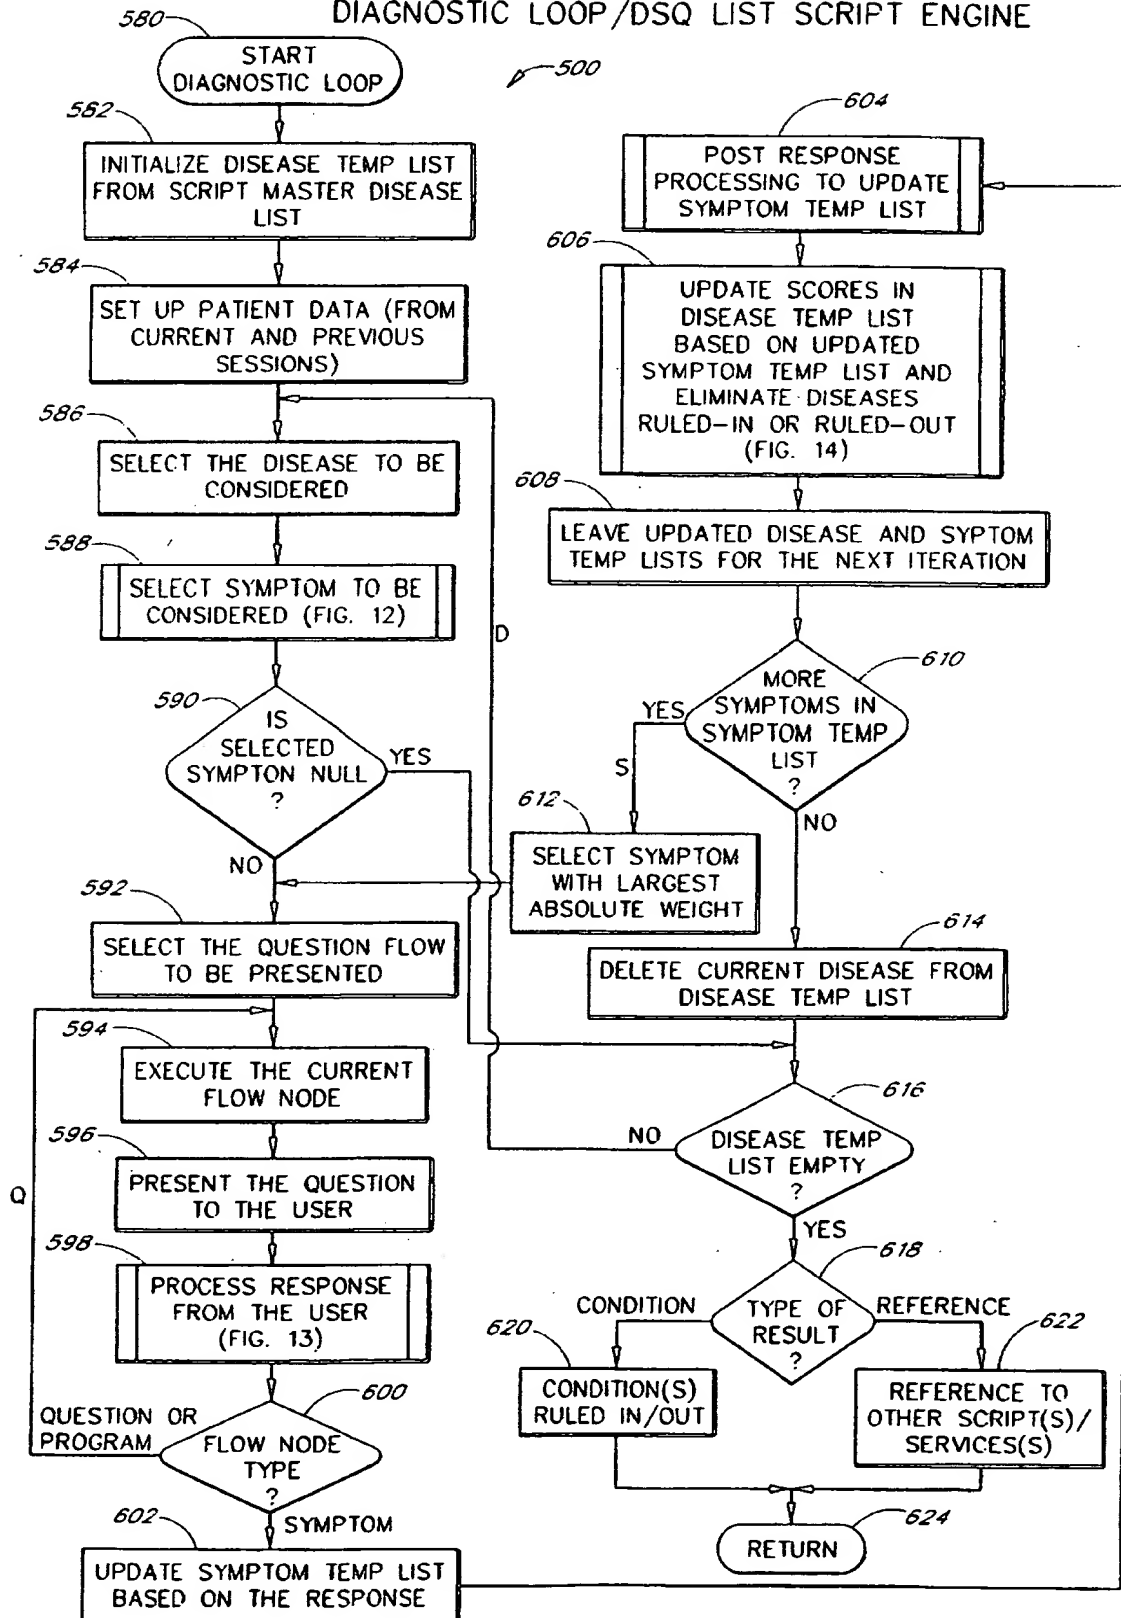 DIAGNOSTIC LOOP/DSQ LIST SCRIPT ENGINE
580
START
DIAGNOSTIC LOOP
500
582
INITIALIZE DISEASE TEMP LIST
FROM SCRIPT MASTER DISEASE
LIST
584
SET UP PATIENT DATA (FROM
CURRENT AND PREVIOUS
SESSIONS)
586
SELECT THE DISEASE TO BE
CONSIDERED
588
SELECT SYMPTOM TO BE
CONSIDERED (FIG. 12)
D
590
IS
SELECTED
SYMPTON NULL
?
YES
NO
592
SELECT THE QUESTION FLOW
TO BE PRESENTED
594
EXECUTE THE CURRENT
FLOW NODE
596
PRESENT THE QUESTION
TO THE USER
Q
598
PROCESS RESPONSE
FROM THE USER
(FIG. 13)
600
QUESTION OR
PROGRAM
FLOW NODE
TYPE
?
SYMPTOM
602
UPDATE SYMPTOM TEMP LIST
BASED ON THE RESPONSE
604
POST RESPONSE
PROCESSING TO UPDATE
SYMPTOM TEMP LIST
606
UPDATE SCORES IN
DISEASE TEMP LIST
BASED ON UPDATED
SYMPTOM TEMP LIST AND
ELIMINATE DISEASES
RULED-IN OR RULED-OUT
(FIG. 14)
608
LEAVE UPDATED DISEASE AND SYPTOM
TEMP LISTS FOR THE NEXT ITERATION
610
MORE
SYMPTOMS IN
SYMPTOM TEMP
LIST
?
YES
S
NO
612
SELECT SYMPTOM
WITH LARGEST
ABSOLUTE WEIGHT
614
DELETE CURRENT DISEASE FROM
DISEASE TEMP LIST
616
NO
DISEASE TEMP
LIST EMPTY
?
YES
618
CONDITION
TYPE OF
RESULT
?
REFERENCE
620
CONDITION(S)
RULED IN/OUT
622
REFERENCE TO
OTHER SCRIPT(S)/
SERVICES(S)
624
RETURN